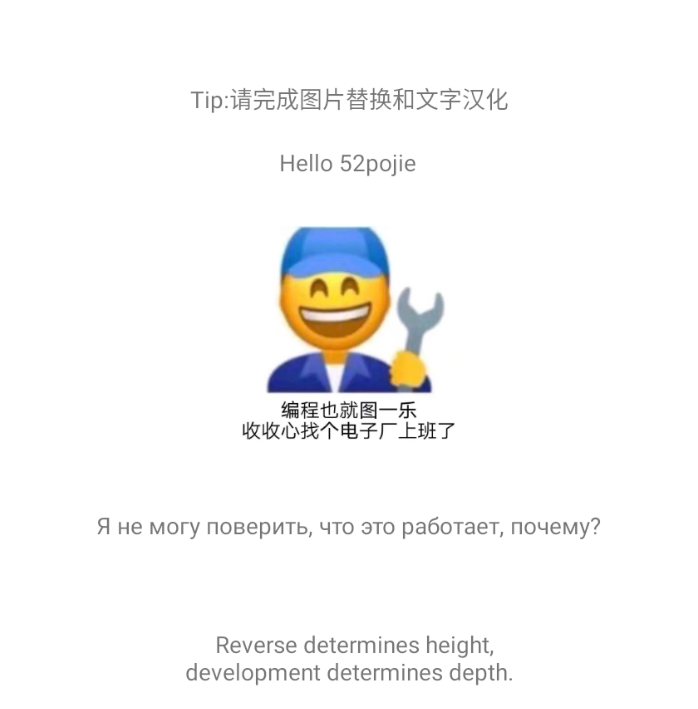 Tip:请完成图片替换和文字汉化
Hello 52pojie
编程也就图一乐
收收心找个电子厂上班了
Я не могу поверить, что это работает, почему?
Reverse determines height,
development determines depth.